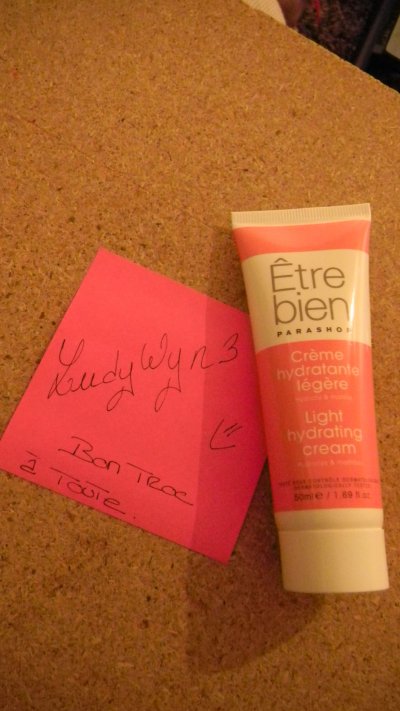 LudyWyn3
Bon Troc
à Toute.
Être
bien
PARASHOP
Crème
hydratante
légère
Light
hydrating
cream
50ml e / 1.69 fl.oz